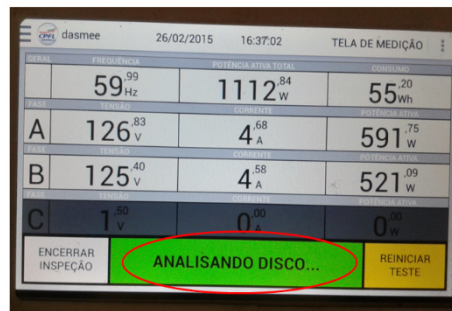 CPFL dasmee 26/02/2015 16:37:02 TELA DE MEDIÇÃO
GERAL FREQUÊNCIA POTÊNCIA ATIVA TOTAL CONSUMO
59,99 Hz 1112,84 W 55,20 Wh
FASE TENSÃO CORRENTE POTÊNCIA ATIVA
A 126,83 V 4,68 A 591,75 W
FASE TENSÃO CORRENTE POTÊNCIA ATIVA
B 125,40 V 4,58 A 521,09 W
FASE TENSÃO CORRENTE POTÊNCIA ATIVA
C 1,50 V 0,00 A 0,00 W
ENCERRAR INSPEÇÃO ANALISANDO DISCO... REINICIAR TESTE